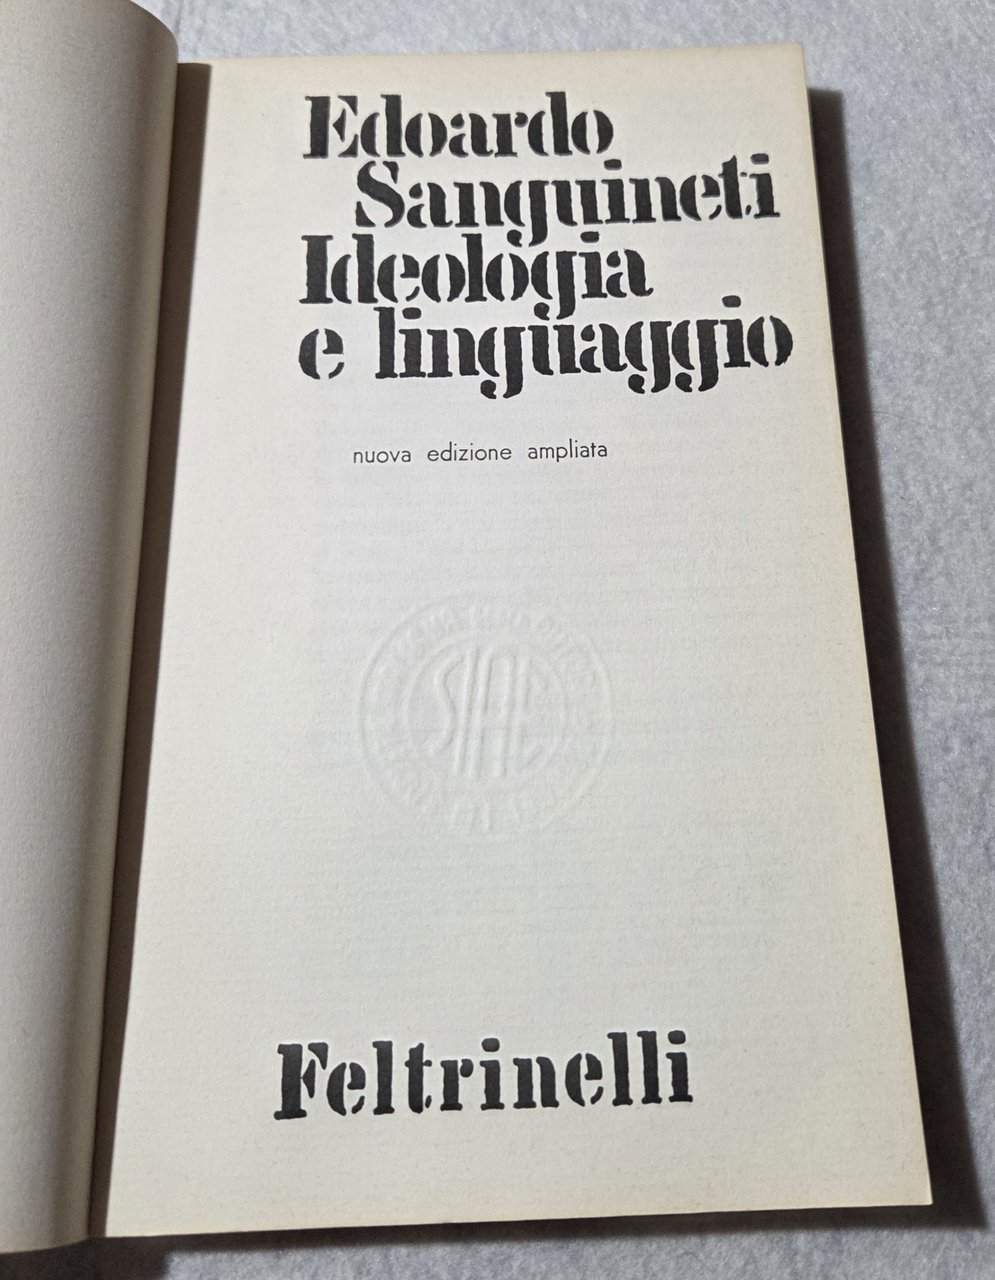 Edoardo
Sanguineti
Ideologia
e linguaggio
nuova edizione ampliata
SIAE
Feltrinelli